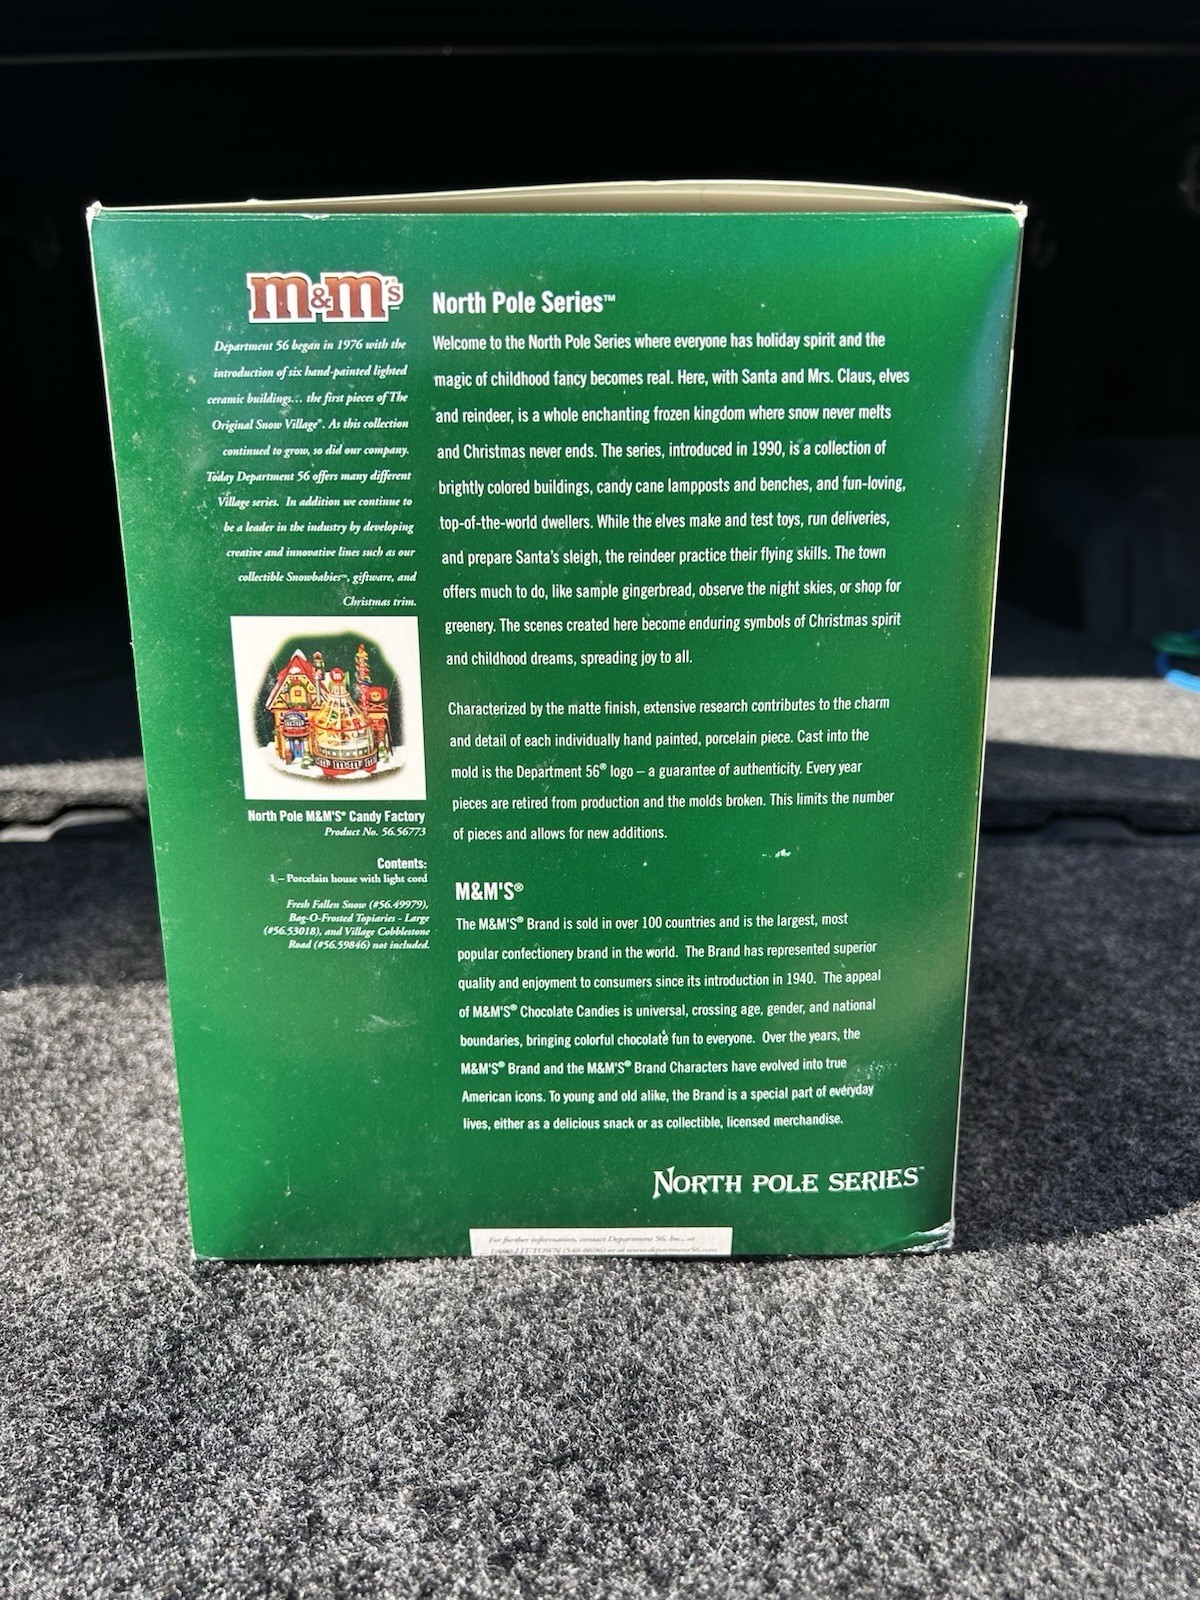 m&m's
Department 56 began in 1976 with the
introduction of six hand-painted lighted
ceramic buildings... the first pieces of The
Original Snow Village®. As this collection
continued to grow, so did our company.
Today Department 56 offers many different
Village series. In addition we continue to
be a leader in the industry by developing
creative and innovative lines such as our
collectible Snowbabies™, giftware, and
Christmas trim.
North Pole M&M'S® Candy Factory
Product No. 56.56773
Contents:
1 – Porcelain house with light cord
Fresh Fallen Snow (#56.49979),
Bag-O-Frosted Topiaries - Large
(#56.53018), and Village Cobblestone
Road (#56.59846) not included.
North Pole Series™
Welcome to the North Pole Series where everyone has holiday spirit and the
magic of childhood fancy becomes real. Here, with Santa and Mrs. Claus, elves
and reindeer, is a whole enchanting frozen kingdom where snow never melts
and Christmas never ends. The series, introduced in 1990, is a collection of
brightly colored buildings, candy cane lampposts and benches, and fun-loving,
top-of-the-world dwellers. While the elves make and test toys, run deliveries,
and prepare Santa's sleigh, the reindeer practice their flying skills. The town
offers much to do, like sample gingerbread, observe the night skies, or shop for
greenery. The scenes created here become enduring symbols of Christmas spirit
and childhood dreams, spreading joy to all.
Characterized by the matte finish, extensive research contributes to the charm
and detail of each individually hand painted, porcelain piece. Cast into the
mold is the Department 56® logo – a guarantee of authenticity. Every year
pieces are retired from production and the molds broken. This limits the number
of pieces and allows for new additions.
M&M'S®
The M&M'S® Brand is sold in over 100 countries and is the largest, most
popular confectionery brand in the world. The Brand has represented superior
quality and enjoyment to consumers since its introduction in 1940. The appeal
of M&M'S® Chocolate Candies is universal, crossing age, gender, and national
boundaries, bringing colorful chocolate fun to everyone. Over the years, the
M&M'S® Brand and the M&M'S® Brand Characters have evolved into true
American icons. To young and old alike, the Brand is a special part of everyday
lives, either as a delicious snack or as collectible, licensed merchandise.
NORTH POLE SERIES™
For further information, contact Department 56, Inc., at
1-800-LIT-TOWN (548-8696) or at www.department56.com